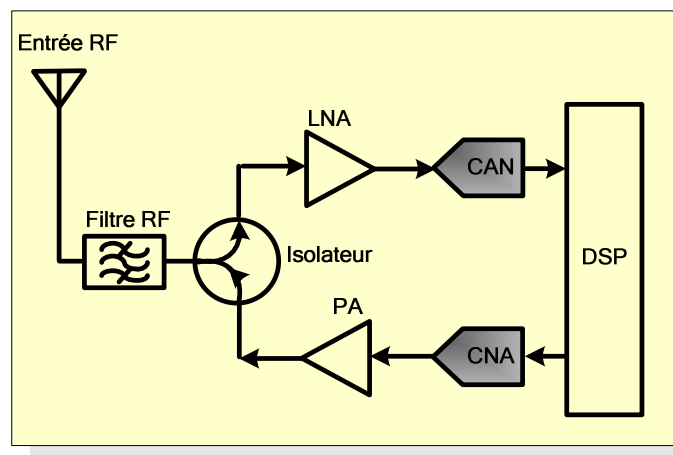 Entrée RF
LNA
CAN
Filtre RF
Isolateur
DSP
PA
CNA